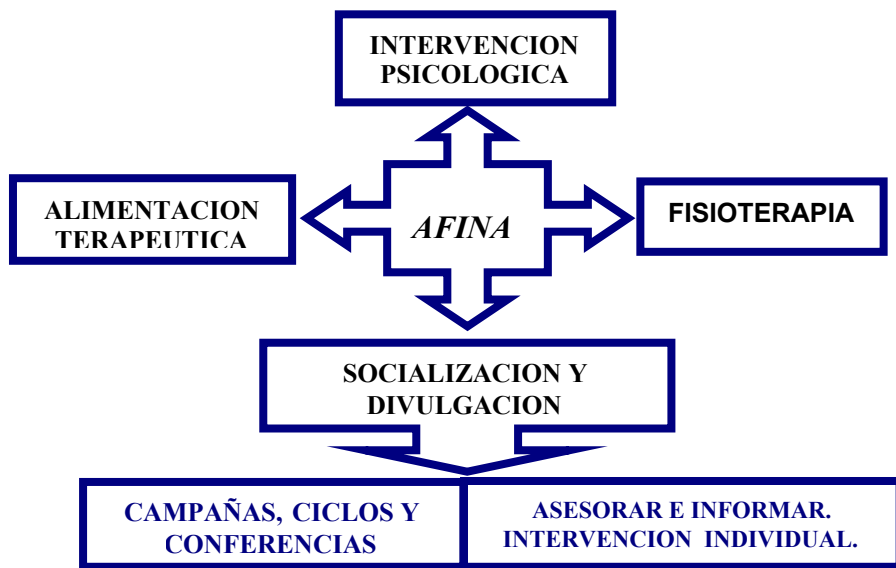 INTERVENCION
PSICOLOGICA
ALIMENTACION
TERAPEUTICA
AFINA
FISIOTERAPIA
SOCIALIZACION Y
DIVULGACION
CAMPAÑAS, CICLOS Y
CONFERENCIAS
ASESORAR E INFORMAR.
INTERVENCION INDIVIDUAL.